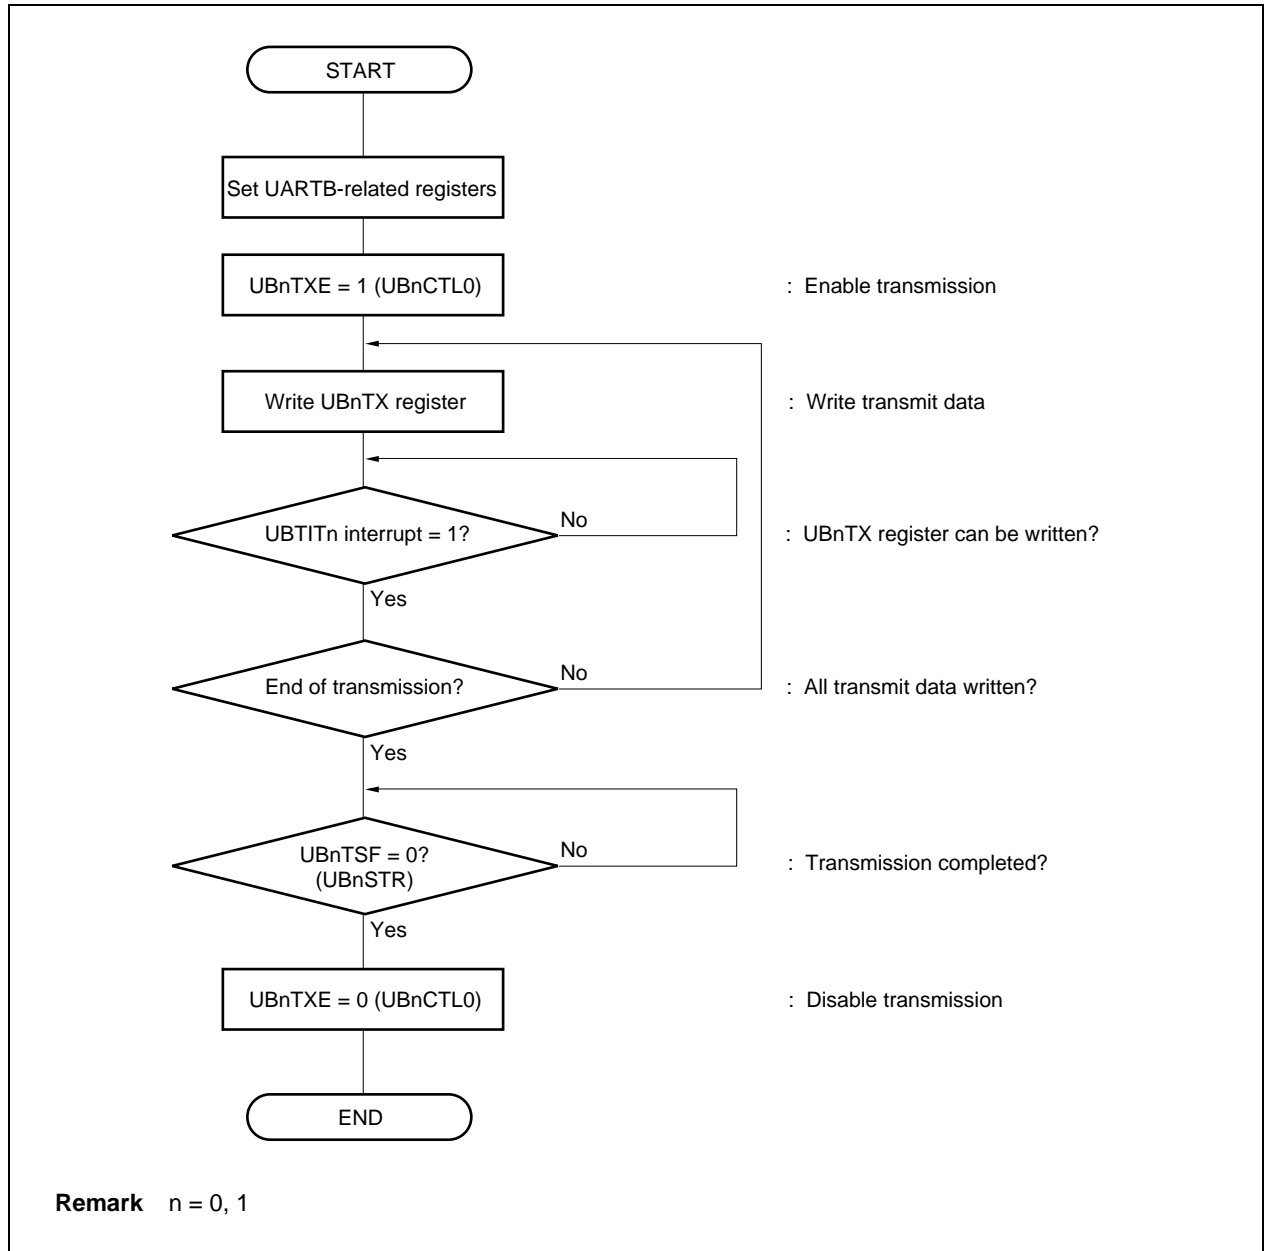 START
Set UARTB-related registers
UBnTXE = 1 (UBnCTL0)
: Enable transmission
Write UBnTX register
: Write transmit data
UBTITn interrupt = 1?
No
: UBnTX register can be written?
Yes
End of transmission?
No
: All transmit data written?
Yes
UBnTSF = 0?
(UBnSTR)
No
: Transmission completed?
Yes
UBnTXE = 0 (UBnCTL0)
: Disable transmission
END
Remark n = 0, 1